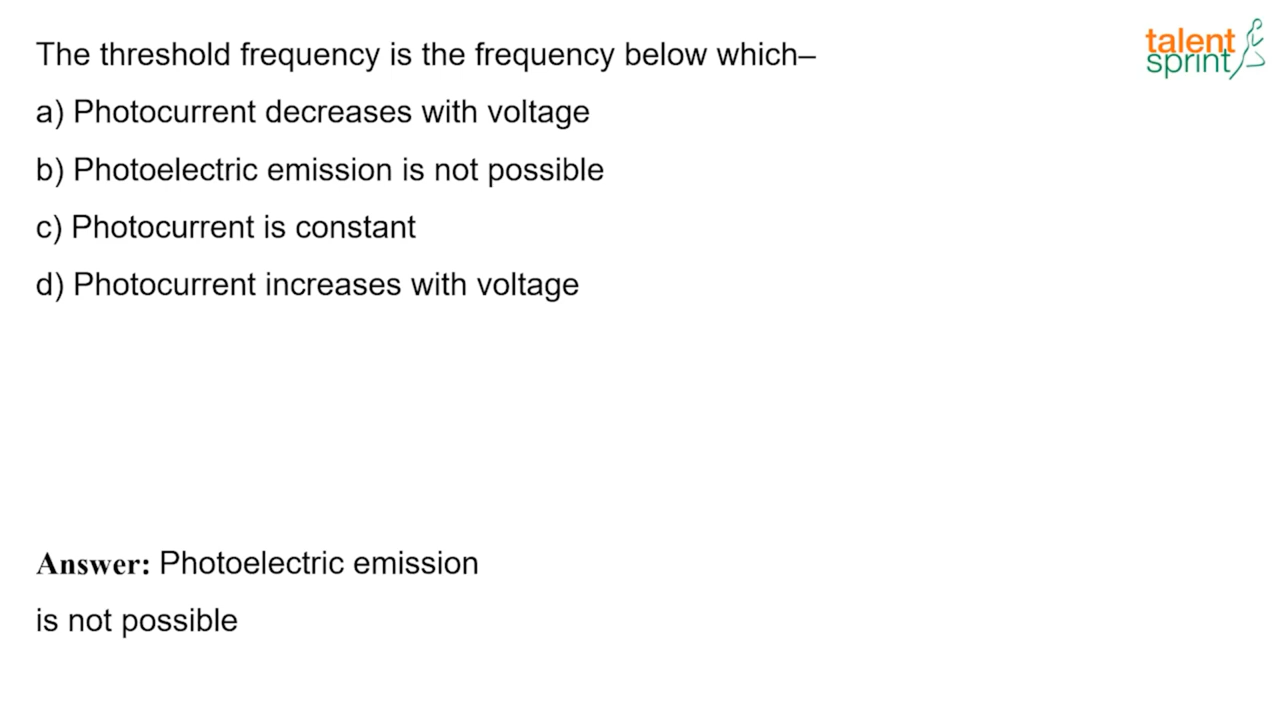 The threshold frequency is the frequency below which–
talent
sprint
a) Photocurrent decreases with voltage
b) Photoelectric emission is not possible
c) Photocurrent is constant
d) Photocurrent increases with voltage
Answer: Photoelectric emission
is not possible